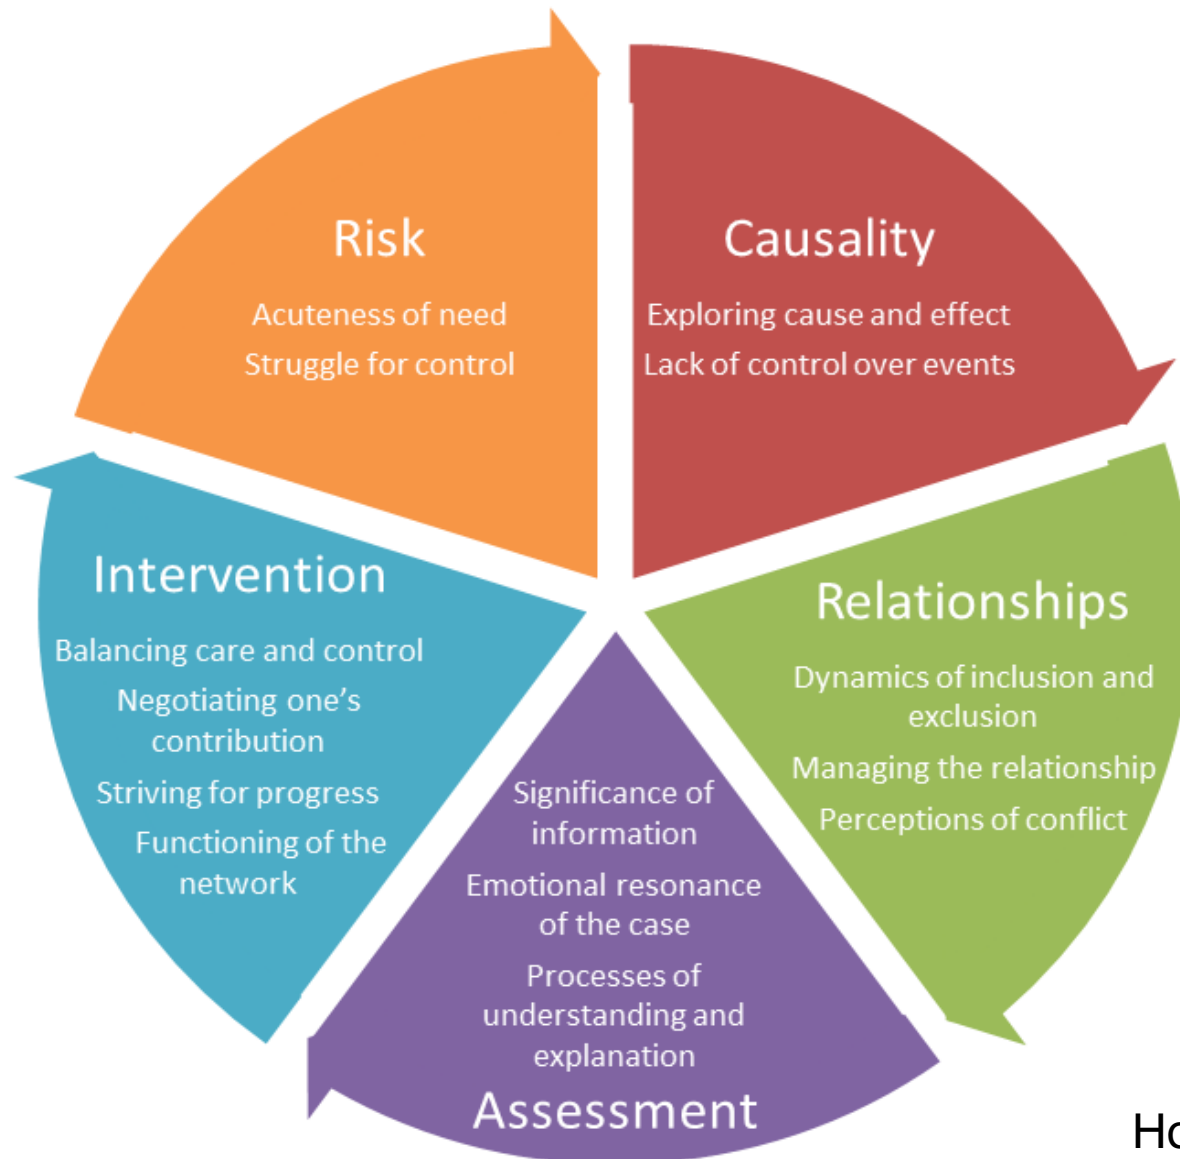 Risk
Acuteness of need
Struggle for control
Causality
Exploring cause and effect
Lack of control over events
Relationships
Dynamics of inclusion and
exclusion
Managing the relationship
Perceptions of conflict
Significance of
information
Emotional resonance
of the case
Processes of
understanding and
explanation
Assessment
Intervention
Balancing care and control
Negotiating one’s
contribution
Striving for progress
Functioning of the
network